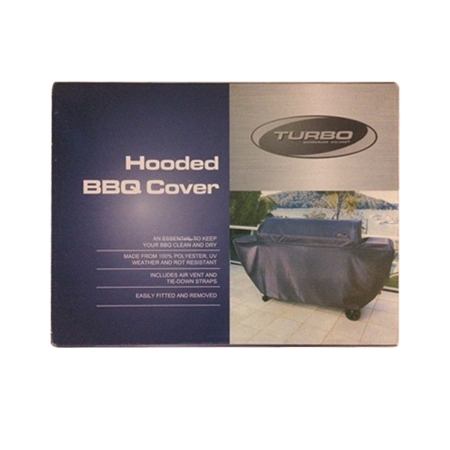 TURBO
Hooded
BBQ Cover
AN ESSENTIAL TO KEEP
YOUR BBQ CLEAN AND DRY
MADE FROM 100% POLYESTER, UV
WEATHER AND ROT RESISTANT
INCLUDES AIR VENT AND
TIE-DOWN STRAPS
EASILY FITTED AND REMOVED